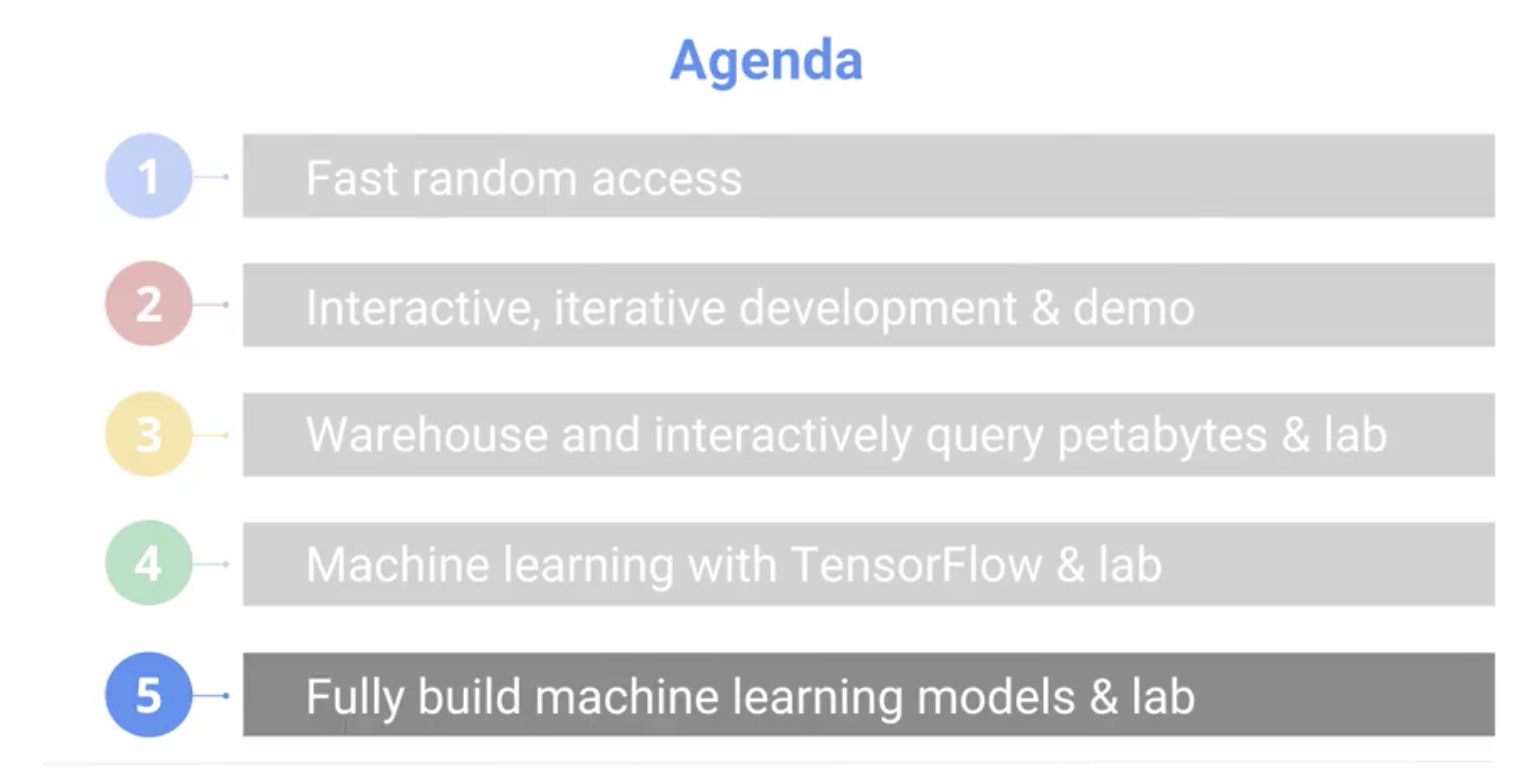 Agenda
1 Fast random access
2 Interactive, iterative development & demo
3 Warehouse and interactively query petabytes & lab
4 Machine learning with TensorFlow & lab
5 Fully build machine learning models & lab